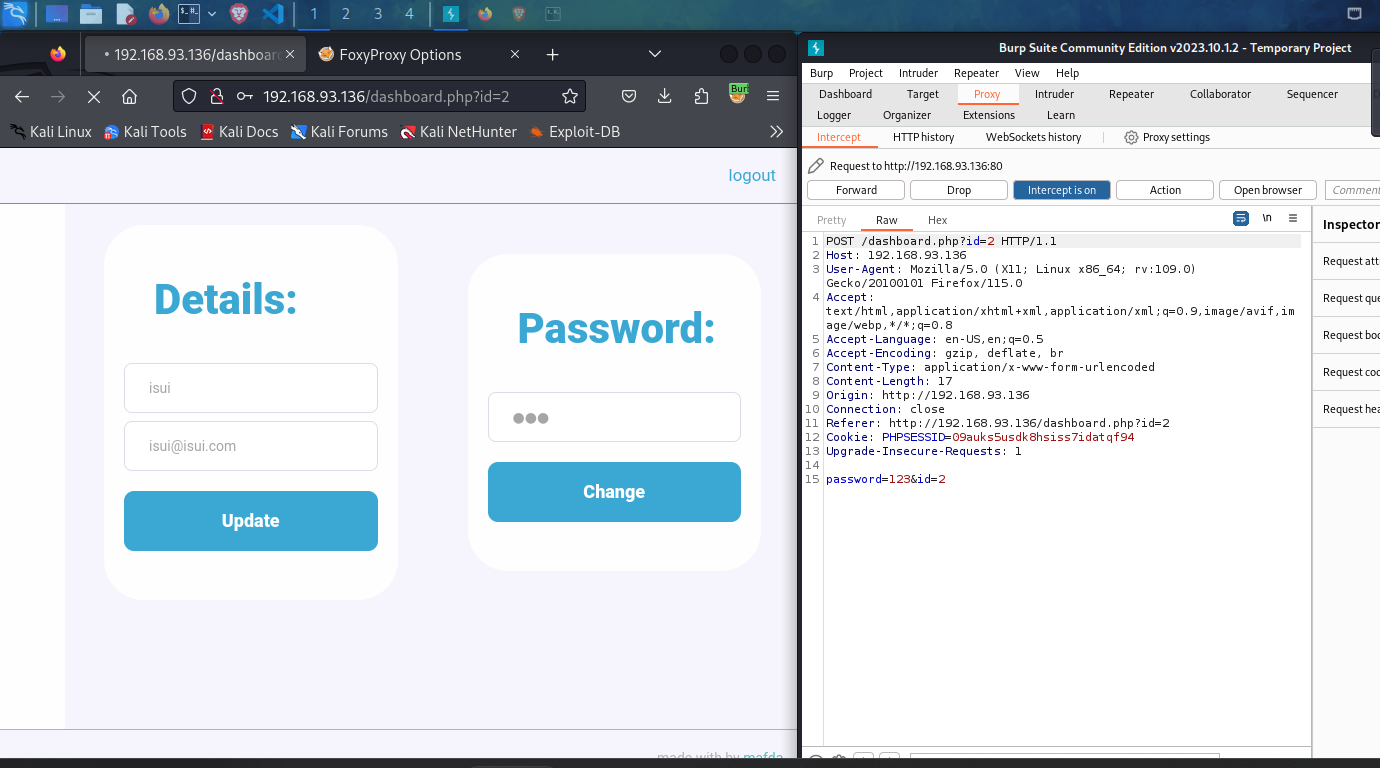 1 2 3 4
192.168.93.136/dashboard
FoxyProxy Options
192.168.93.136/dashboard.php?id=2
Kali Linux Kali Tools Kali Docs Kali Forums Kali NetHunter Exploit-DB
logout
Details:
isui
isui@isui.com
Update
Password:
Change
made with by mafda
Burp Suite Community Edition v2023.10.1.2 - Temporary Project
Burp Project Intruder Repeater View Help
Dashboard Target Proxy Intruder Repeater Collaborator Sequencer
Logger Organizer Extensions Learn
Intercept HTTP history WebSockets history Proxy settings
Request to http://192.168.93.136:80
Forward Drop Intercept is on Action Open browser Comment
Pretty Raw Hex \n
1 POST /dashboard.php?id=2 HTTP/1.1
2 Host: 192.168.93.136
3 User-Agent: Mozilla/5.0 (X11; Linux x86_64; rv:109.0)
Gecko/20100101 Firefox/115.0
4 Accept:
text/html,application/xhtml+xml,application/xml;q=0.9,image/avif,im
age/webp,*/*;q=0.8
5 Accept-Language: en-US,en;q=0.5
6 Accept-Encoding: gzip, deflate, br
7 Content-Type: application/x-www-form-urlencoded
8 Content-Length: 17
9 Origin: http://192.168.93.136
10 Connection: close
11 Referer: http://192.168.93.136/dashboard.php?id=2
12 Cookie: PHPSESSID=09auks5usdk8hsiss7idatqf94
13 Upgrade-Insecure-Requests: 1
14
15 password=123&id=2
Inspector
Request att
Request que
Request bod
Request coo
Request hea